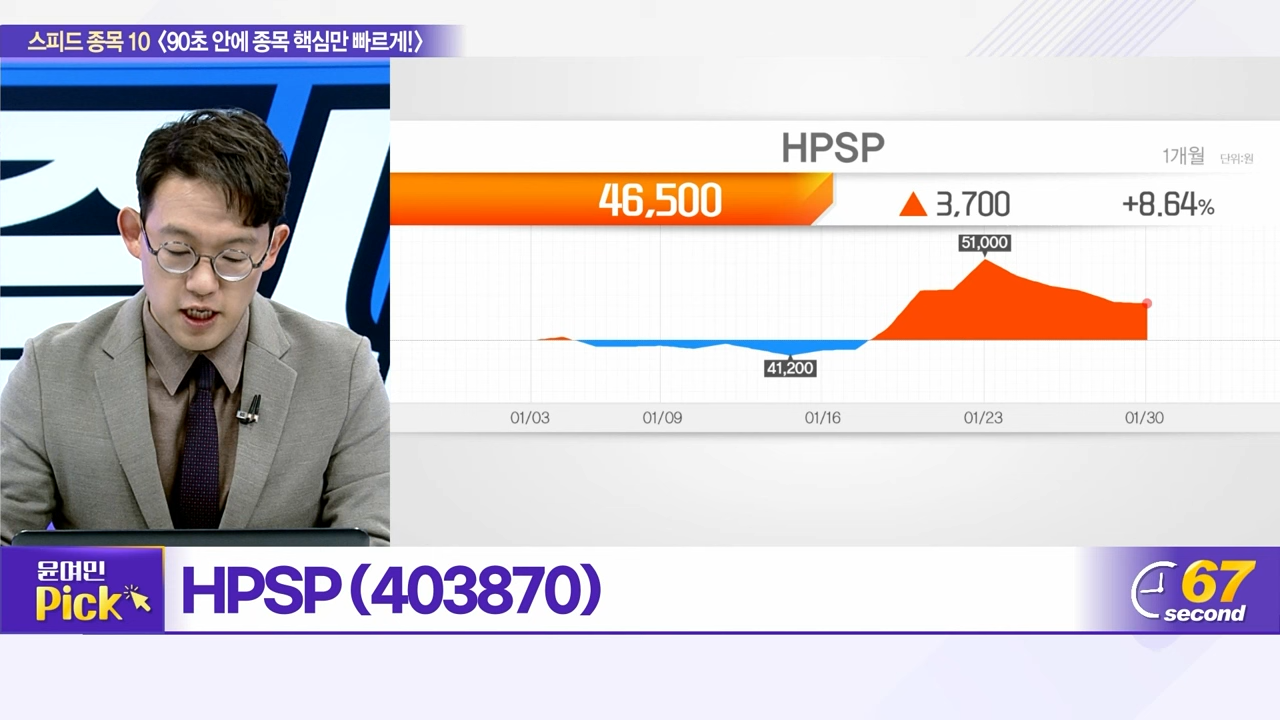 스피드 종목 10 <90초 안에 종목 핵심만 빠르게!>
HPSP
1개월 단위:원
46,500 ▲ 3,700 +8.64%
51,000
41,200
01/03 01/09 01/16 01/23 01/30
윤여민
Pick
HPSP (403870)
67
second